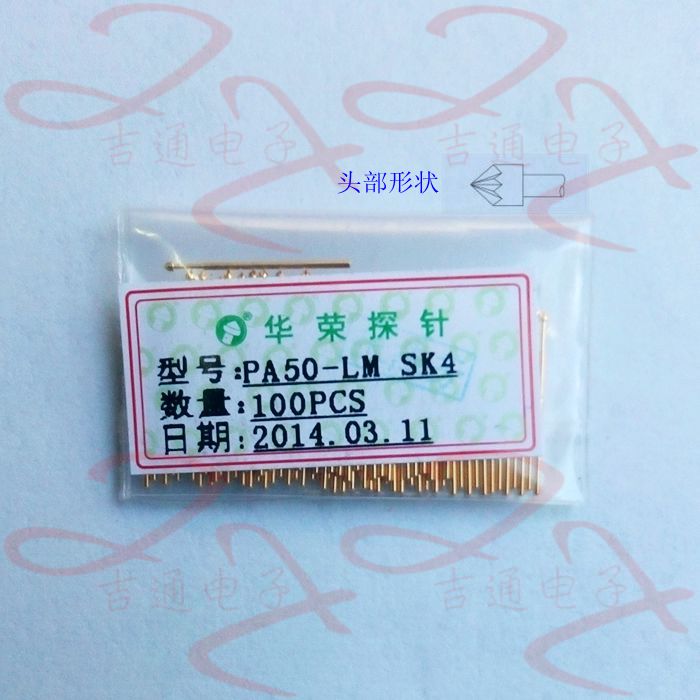 吉通电子
吉通电子
头部形状
华荣探针
型号:PA50-LM SK4
数量:100PCS
日期:2014.03.11
吉通电子
吉通电子